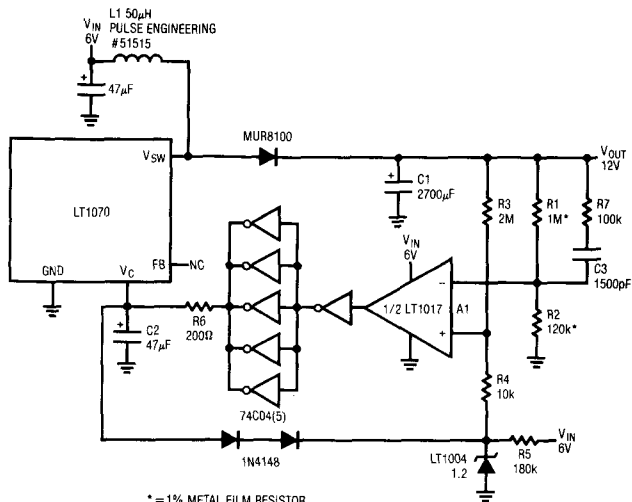 L1 50µH
PULSE ENGINEERING
#51515
VIN
6V
+
47µF
VSW
MUR8100
VOUT
12V
LT1070
+
C1
2700µF
R3
2M
R1
1M*
R7
100k
C3
1500pF
GND
VC
FB
NC
VIN
6V
1/2 LT1017
A1
−
+
R2
120k*
+
C2
47µF
R6
200Ω
74C04(5)
R4
10k
1N4148
LT1004
1.2
R5
180k
VIN
6V
* = 1% METAL FILM RESISTOR